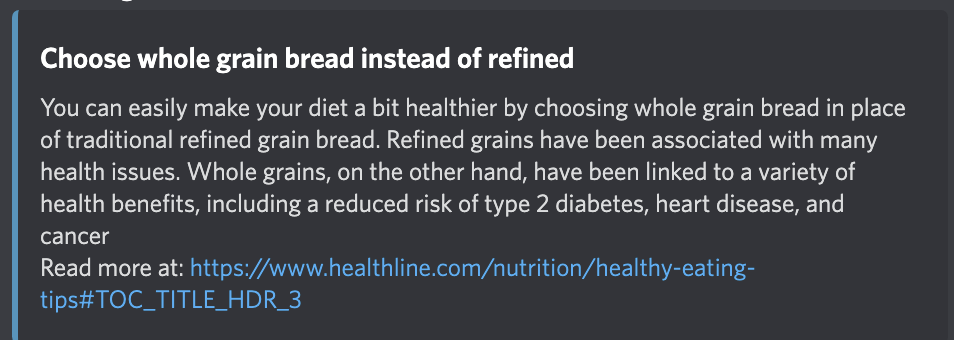 Choose whole grain bread instead of refined
You can easily make your diet a bit healthier by choosing whole grain bread in place
of traditional refined grain bread. Refined grains have been associated with many
health issues. Whole grains, on the other hand, have been linked to a variety of
health benefits, including a reduced risk of type 2 diabetes, heart disease, and
cancer
Read more at: https://www.healthline.com/nutrition/healthy-eating-
tips#TOC_TITLE_HDR_3